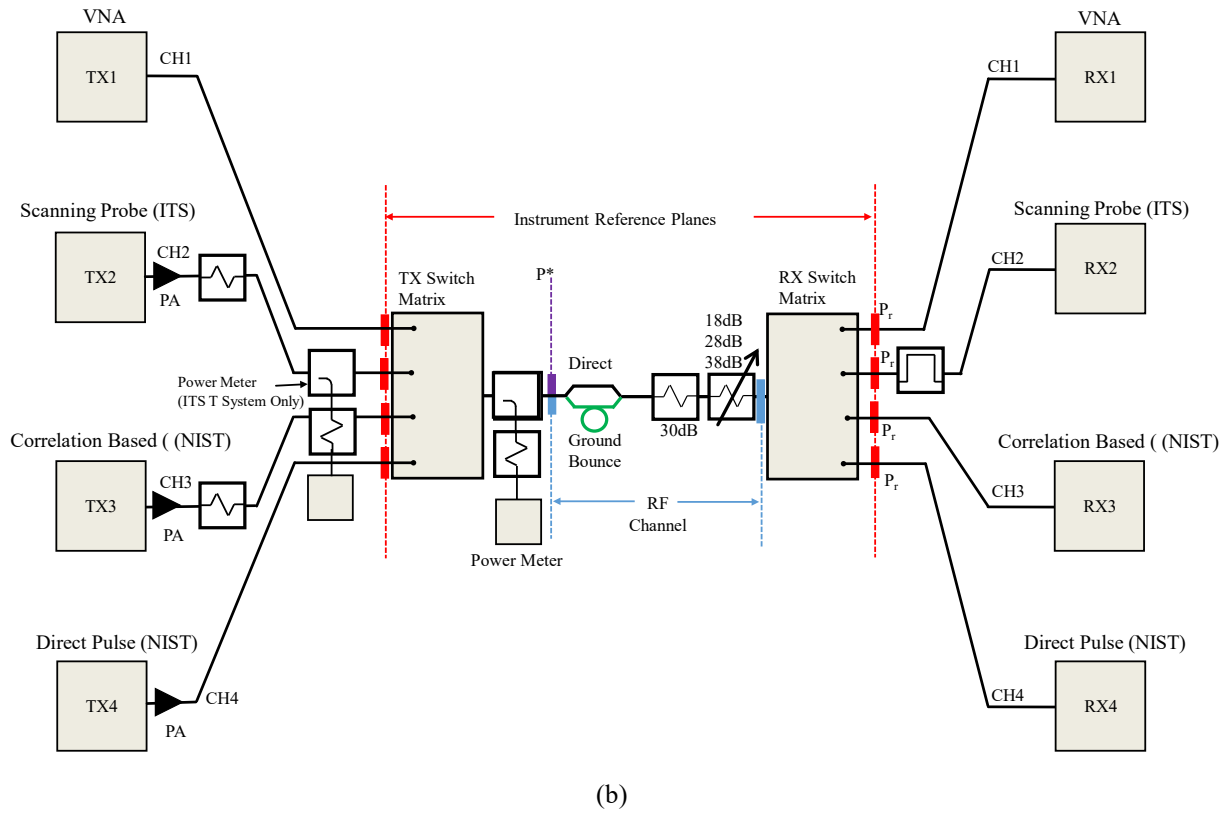 VNA
CH1
TX1
Scanning Probe (ITS)
CH2
TX2
PA
Power Meter
(ITS T System Only)
Correlation Based ( (NIST)
CH3
TX3
PA
Direct Pulse (NIST)
TX4
CH4
PA
Instrument Reference Planes
TX Switch
Matrix
P*
Direct
Ground
Bounce
30dB
18dB
28dB
38dB
RF
Channel
Power Meter
RX Switch
Matrix
Pr
Pr
Pr
Pr
VNA
CH1
RX1
Scanning Probe (ITS)
CH2
RX2
Correlation Based ( (NIST)
CH3
RX3
Direct Pulse (NIST)
CH4
RX4
(b)